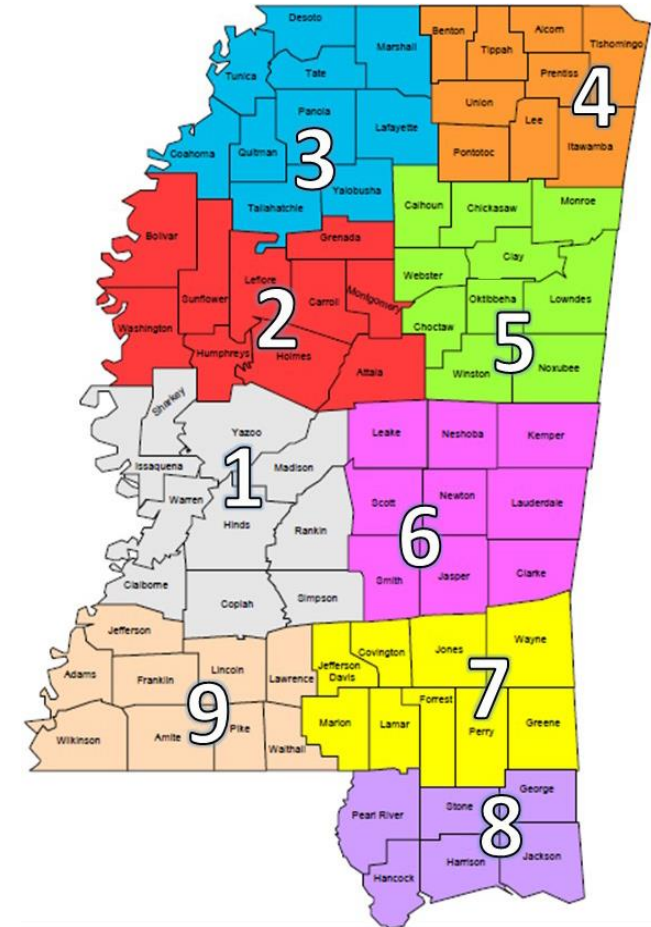 Desoto
Marshall
Tunica
Tate
Panola
Lafayette
Coahoma
Quitman
3
Yalobusha
Tallahatchie
Benton
Tippah
Alcorn
Tishomingo
Prentiss
4
Union
Lee
Pontotoc
Itawamba
Bolivar
Grenada
Sunflower
Leflore
Carroll
Montgomery
2
Washington
Humphreys
Holmes
Attala
Calhoun
Chickasaw
Monroe
Clay
Webster
Oktibbeha
Lowndes
Choctaw
5
Winston
Noxubee
Sharkey
Yazoo
Issaquena
Madison
1
Warren
Hinds
Rankin
Claiborne
Copiah
Simpson
Leake
Neshoba
Kemper
Scott
Newton
Lauderdale
6
Smith
Jasper
Clarke
Jefferson
Adams
Franklin
Lincoln
Lawrence
9
Wilkinson
Amite
Pike
Walthall
Jefferson
Davis
Covington
Jones
Wayne
7
Marion
Lamar
Forrest
Perry
Greene
Pearl River
Stone
George
8
Hancock
Harrison
Jackson